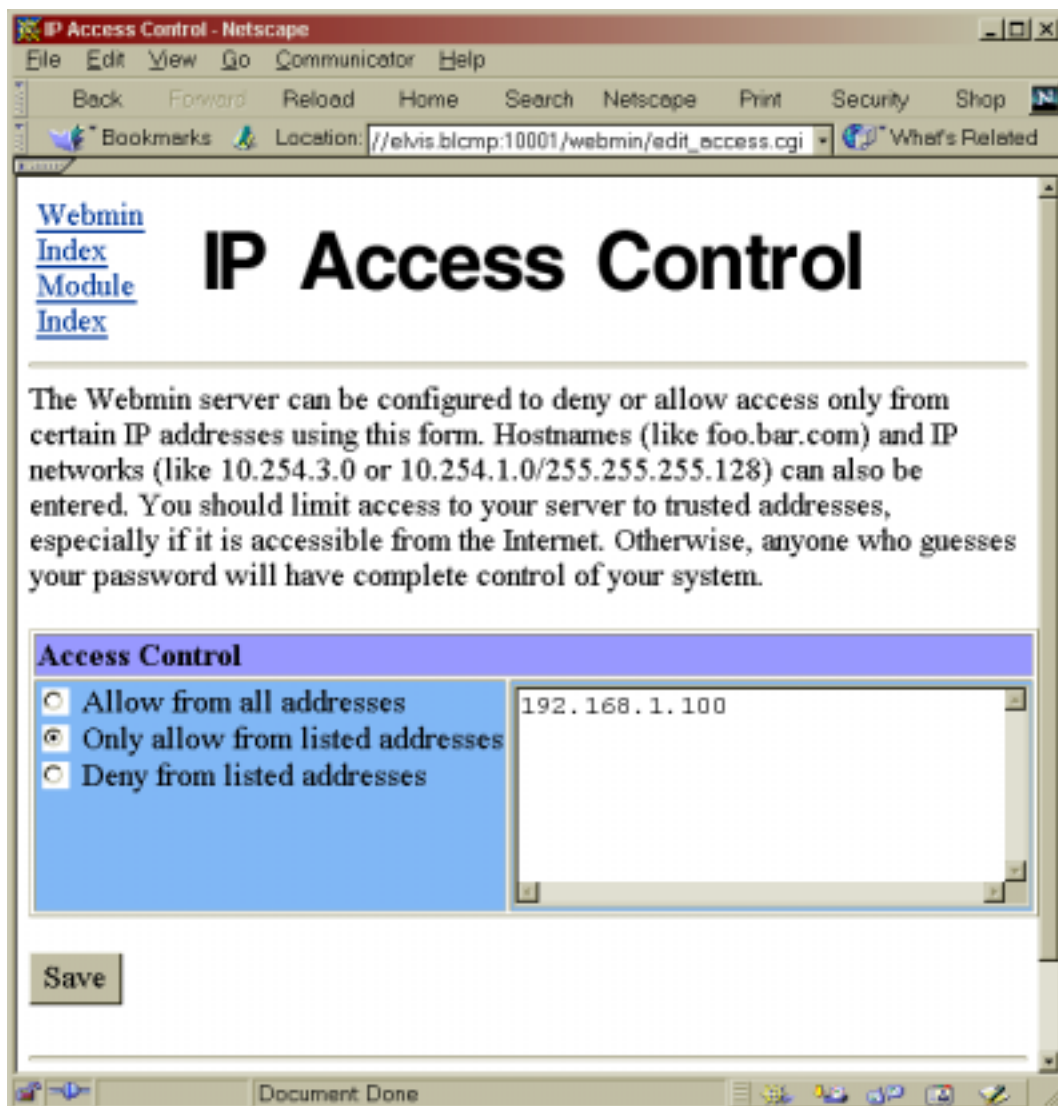 IP Access Control - Netscape
File Edit View Go Communicator Help
Back Forward Reload Home Search Netscape Print Security Shop N
Bookmarks Location: //elvis.blcmp:10001/webmin/edit_access.cgi What's Related
Webmin
Index
Module
Index
IP Access Control
The Webmin server can be configured to deny or allow access only from
certain IP addresses using this form. Hostnames (like foo.bar.com) and IP
networks (like 10.254.3.0 or 10.254.1.0/255.255.255.128) can also be
entered. You should limit access to your server to trusted addresses,
especially if it is accessible from the Internet. Otherwise, anyone who guesses
your password will have complete control of your system.
Access Control
Allow from all addresses
Only allow from listed addresses
Deny from listed addresses
192.168.1.100
Save
Document Done